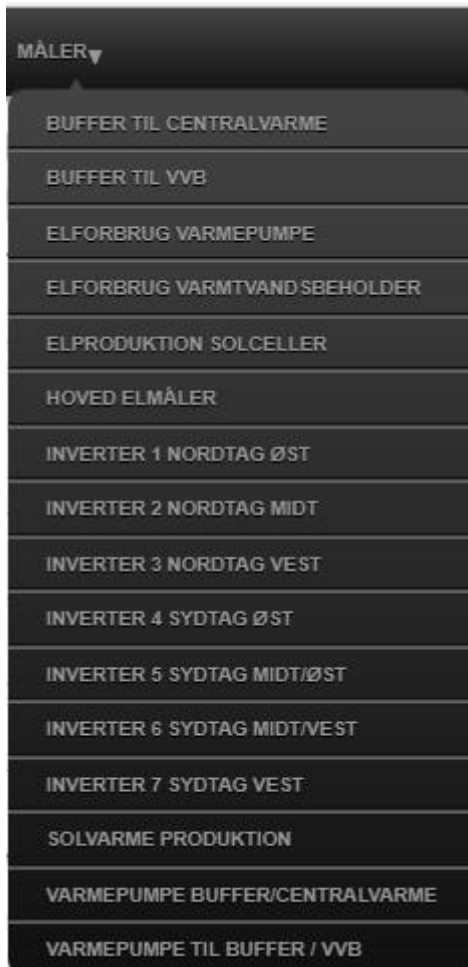 MÅLER▼
BUFFER TIL CENTRALVARME
BUFFER TIL VVB
ELFORBRUG VARMEPUMPE
ELFORBRUG VARMTVANDSBEHOLDER
ELPRODUKTION SOLCELLER
HOVED ELMÅLER
INVERTER 1 NORDTAG ØST
INVERTER 2 NORDTAG MIDT
INVERTER 3 NORDTAG VEST
INVERTER 4 SYDTAG ØST
INVERTER 5 SYDTAG MIDT/ØST
INVERTER 6 SYDTAG MIDT/VEST
INVERTER 7 SYDTAG VEST
SOLVARME PRODUKTION
VARMEPUMPE BUFFER/CENTRALVARME
VARMEPUMPE TIL BUFFER / VVB